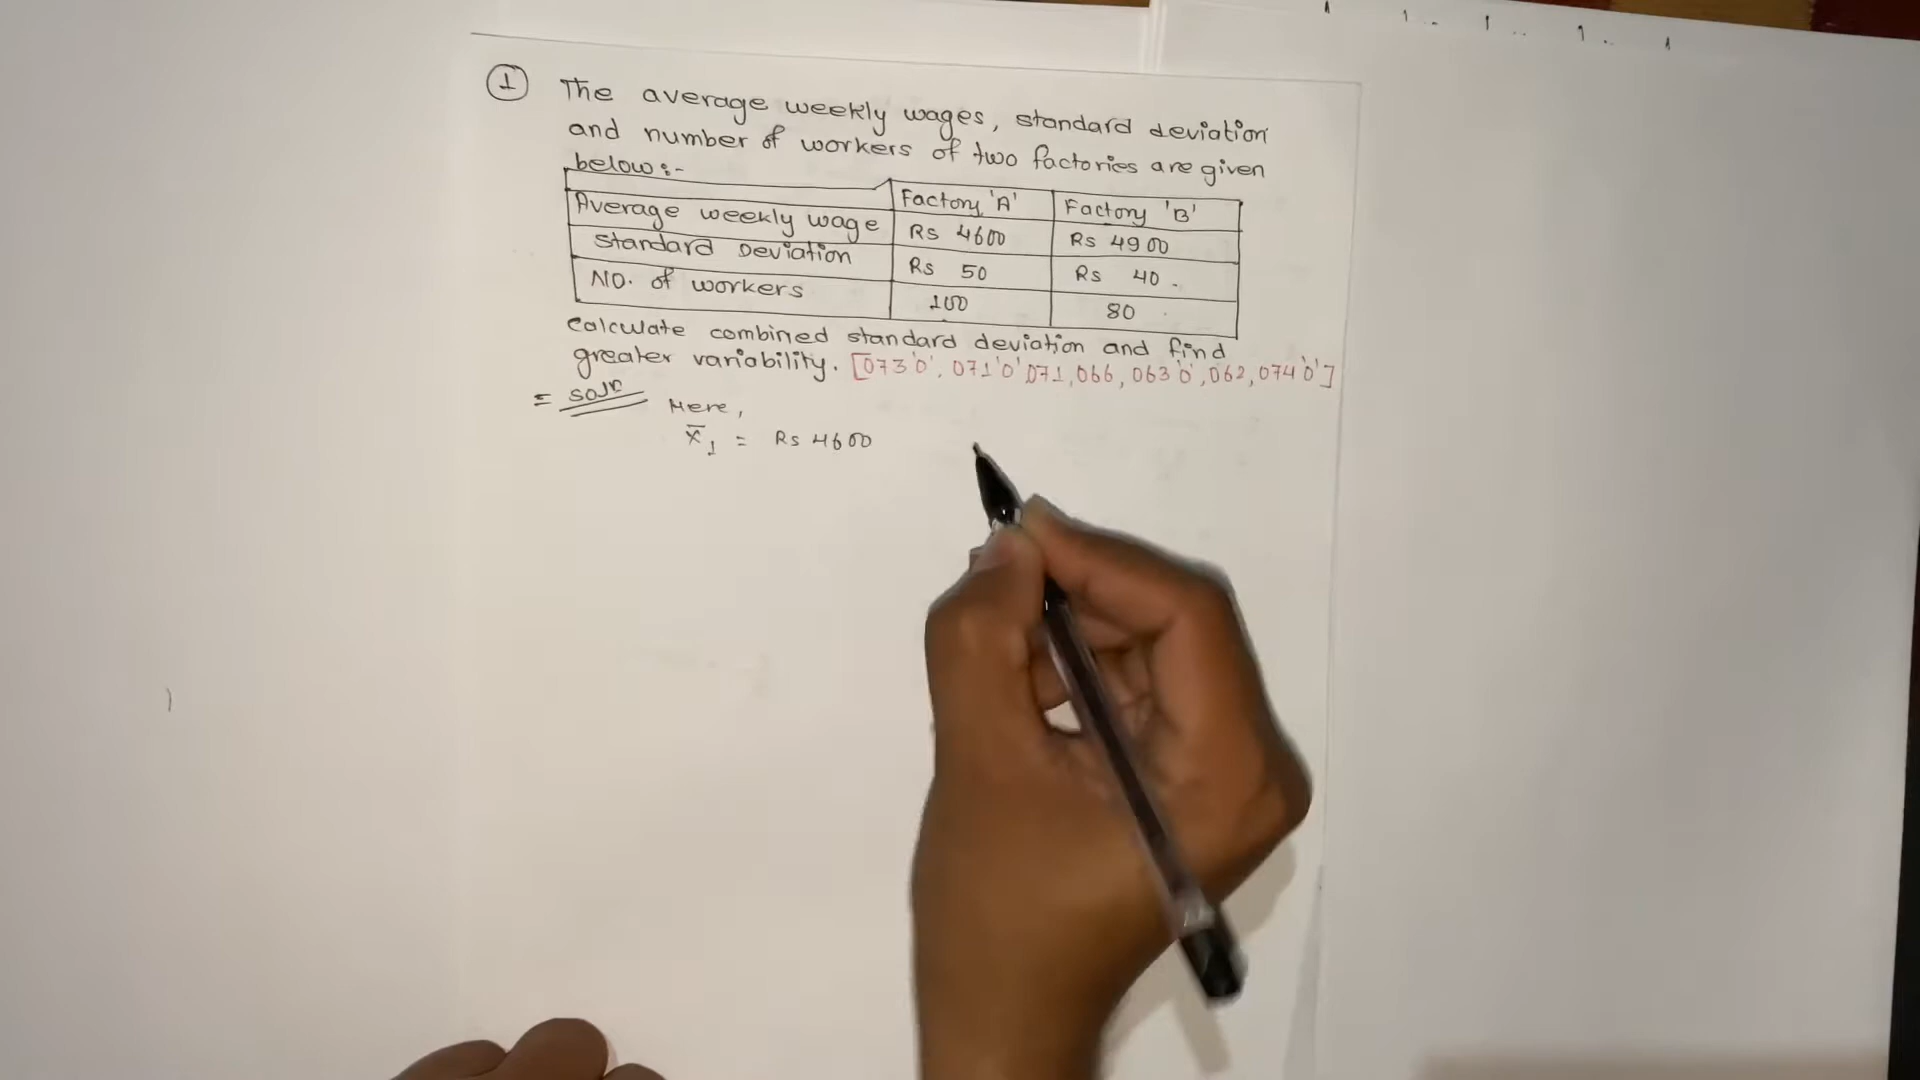 1 The average weekly wages, standard deviation
and number of workers of two factories are given
below:-
Factory 'A' Factory 'B'
Average weekly wage Rs 4600 Rs 4900
Standard Deviation Rs 50 Rs 40
NO. of workers 100 80
Calculate combined standard deviation and find
greater variability. [073'0', 071'0' 071, 066, 063'0', 062, 074'0']
= Soln Here,
x̄₁ = Rs 4600